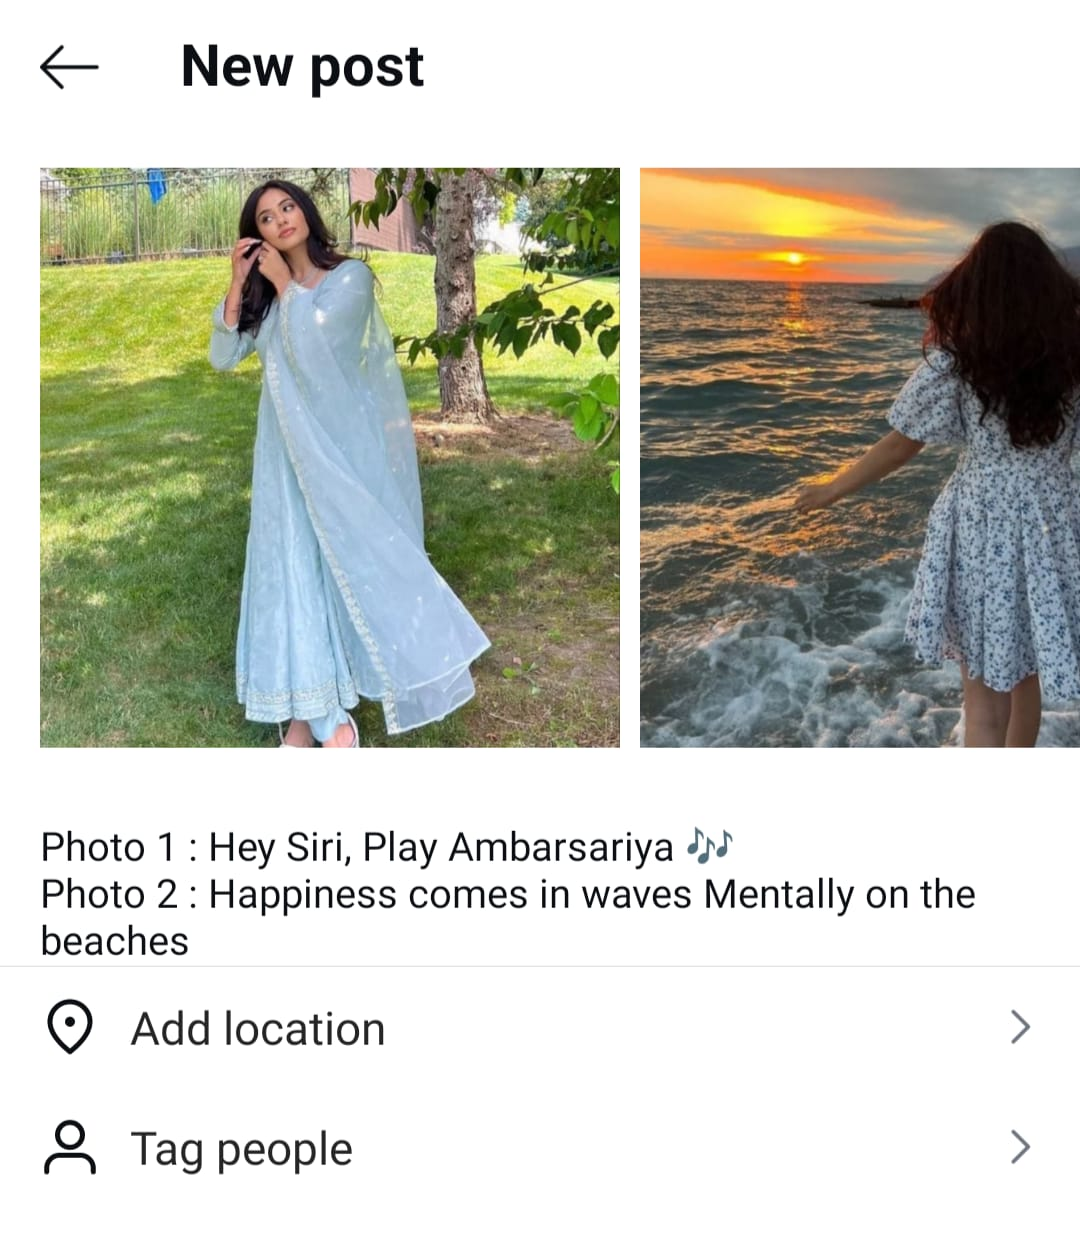 New post
Photo 1 : Hey Siri, Play Ambarsariya 🎶
Photo 2 : Happiness comes in waves Mentally on the
beaches
Add location
Tag people